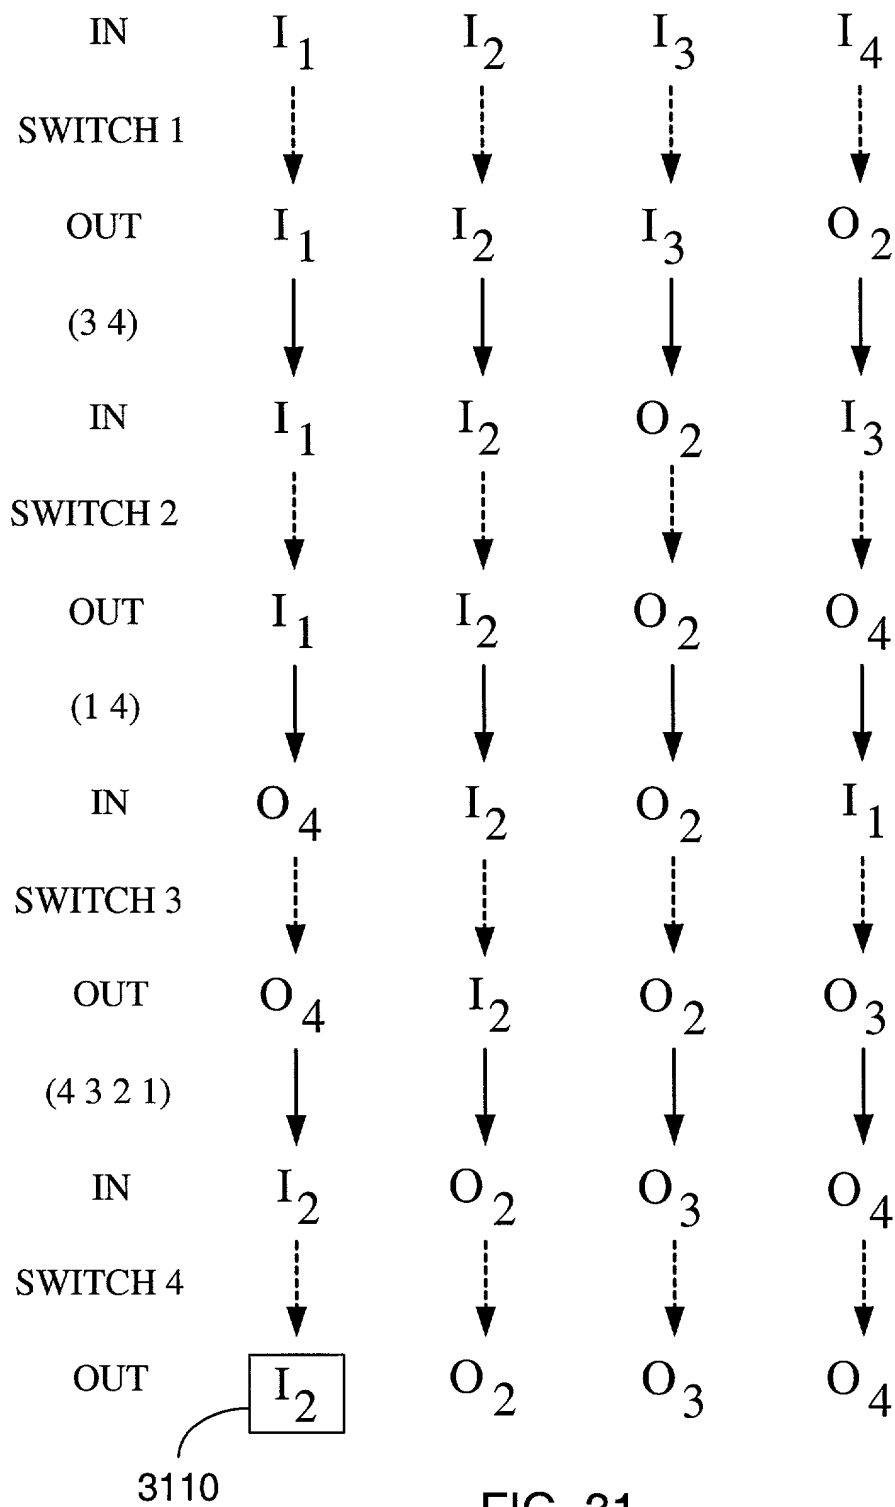 IN I₁ I₂ I₃ I₄
SWITCH 1
OUT I₁ I₂ I₃ O₂
(3 4)
IN I₁ I₂ O₂ I₃
SWITCH 2
OUT I₁ I₂ O₂ O₄
(1 4)
IN O₄ I₂ O₂ I₁
SWITCH 3
OUT O₄ I₂ O₂ O₃
(4 3 2 1)
IN I₂ O₂ O₃ O₄
SWITCH 4
OUT I₂ O₂ O₃ O₄
3110
FIG. 31